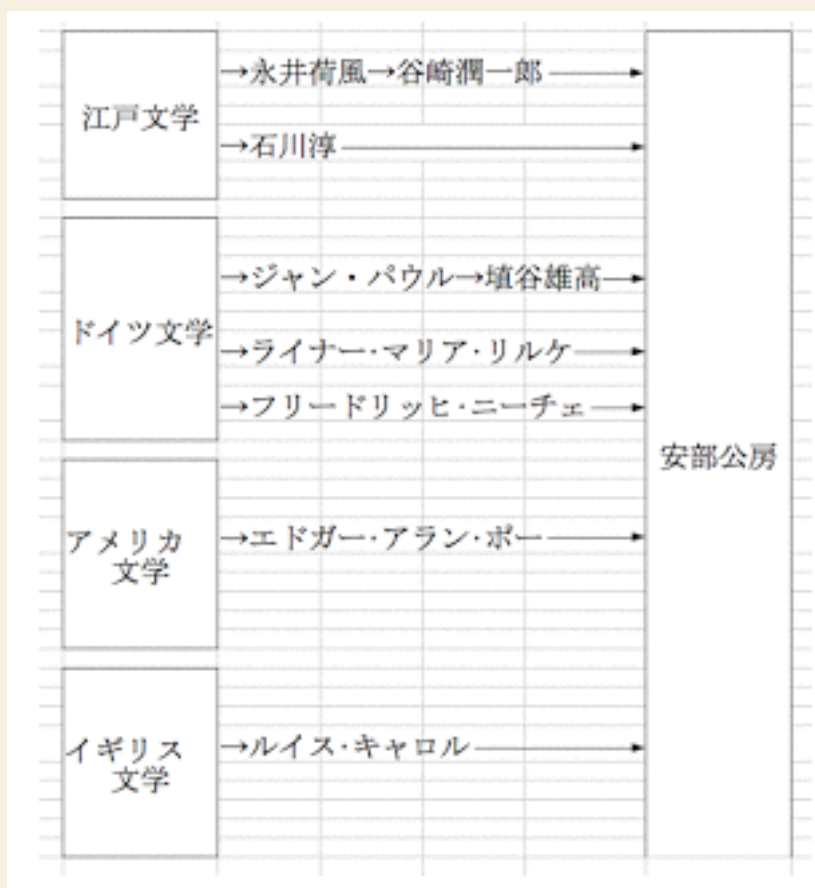 江戸文学
→永井荷風→谷崎潤一郎
→石川淳
ドイツ文学
→ジャン・パウル→埴谷雄高
→ライナー・マリア・リルケ
→フリードリッヒ・ニーチェ
アメリカ
文学
→エドガー・アラン・ポー
イギリス
文学
→ルイス・キャロル
安部公房